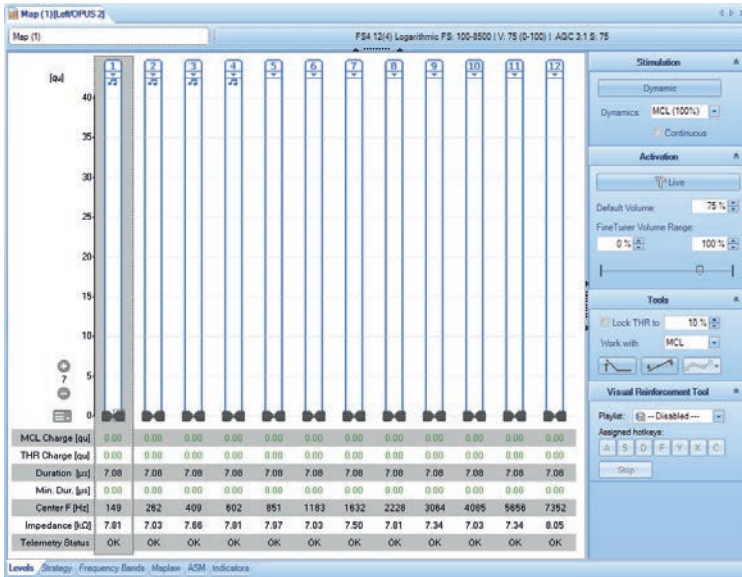 Map (1)|Left/OPUS 2|
Map (1)
FS4 12(4) Logarithmic FS: 100-8500 | V: 75 (0-100) | AGC 3:1 S: 75
[qu]
1 2 3 4 5 6 7 8 9 10 11 12
40
35
30
25
20
15
10
7
5
0
MCL Charge [qu] 0.00 0.00 0.00 0.00 0.00 0.00 0.00 0.00 0.00 0.00 0.00 0.00
THR Charge [qu] 0.00 0.00 0.00 0.00 0.00 0.00 0.00 0.00 0.00 0.00 0.00 0.00
Duration [µs] 7.08 7.08 7.08 7.08 7.08 7.08 7.08 7.08 7.08 7.08 7.08 7.08
Min. Dur. [µs] 0.00 0.00 0.00 0.00 0.00 0.00 0.00 0.00 0.00 0.00 0.00 0.00
Center F [Hz] 149 262 409 602 851 1183 1632 2228 3064 4085 5656 7352
Impedance [kΩ] 7.81 7.03 7.66 7.81 7.97 7.03 7.50 7.81 7.34 7.03 7.34 8.05
Telemetry Status OK OK OK OK OK OK OK OK OK OK OK OK
Levels Strategy Frequency Bands Maplaw ASM Indicators
Stimulation
Dynamic
Dynamics: MCL (100%)
Continuous
Activation
Live
Default Volume: 75 %
FineTuner Volume Range:
0 % 100 %
Tools
Lock THR to 10 %
Work with MCL
Visual Reinforcement Tool
Playlist: -- Disabled ---
Assigned hotkeys:
A S D F Y X C
Stop